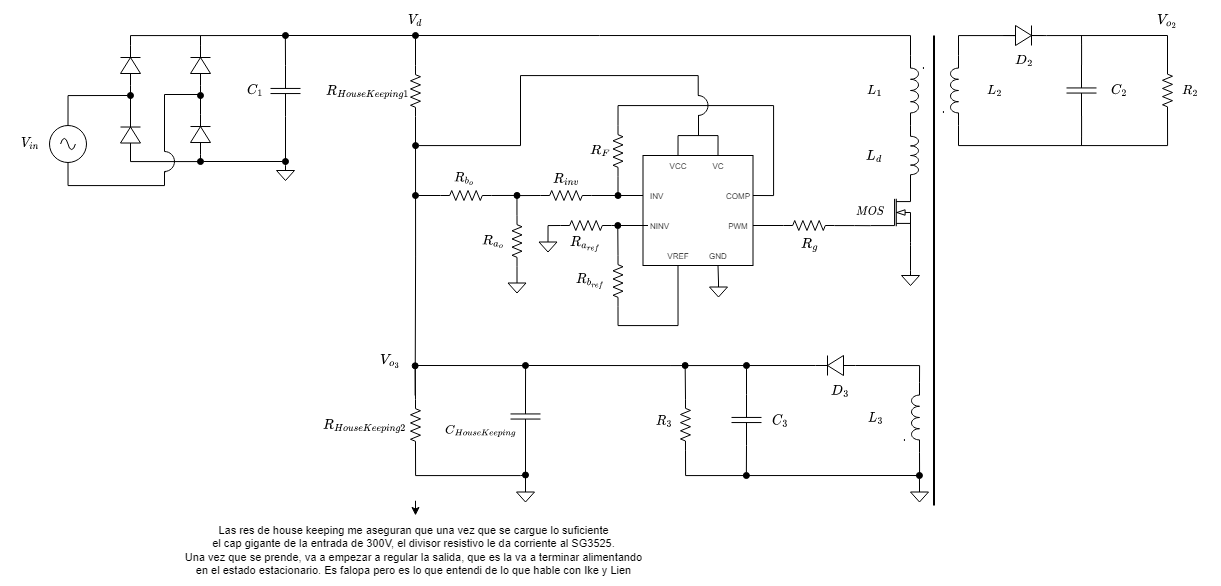 V_d
V_{o_2}
V_{in}
C_1
R_{HouseKeeping1}
L_1
D_2
L_2
C_2
R_2
R_F
VCC
VC
L_d
R_{b_o}
R_{inv}
INV
COMP
MOS
R_{a_o}
R_{a_{ref}}
NINV
PWM
R_g
R_{b_{ref}}
VREF
GND
V_{o_3}
D_3
R_{HouseKeeping2}
C_{HouseKeeping}
R_3
C_3
L_3
Las res de house keeping me aseguran que una vez que se cargue lo suficiente
el cap gigante de la entrada de 300V, el divisor resistivo le da corriente al SG3525.
Una vez que se prende, va a empezar a regular la salida, que es la va a terminar alimentando
en el estado estacionario. Es falopa pero es lo que entendi de lo que hable con Ike y Lien